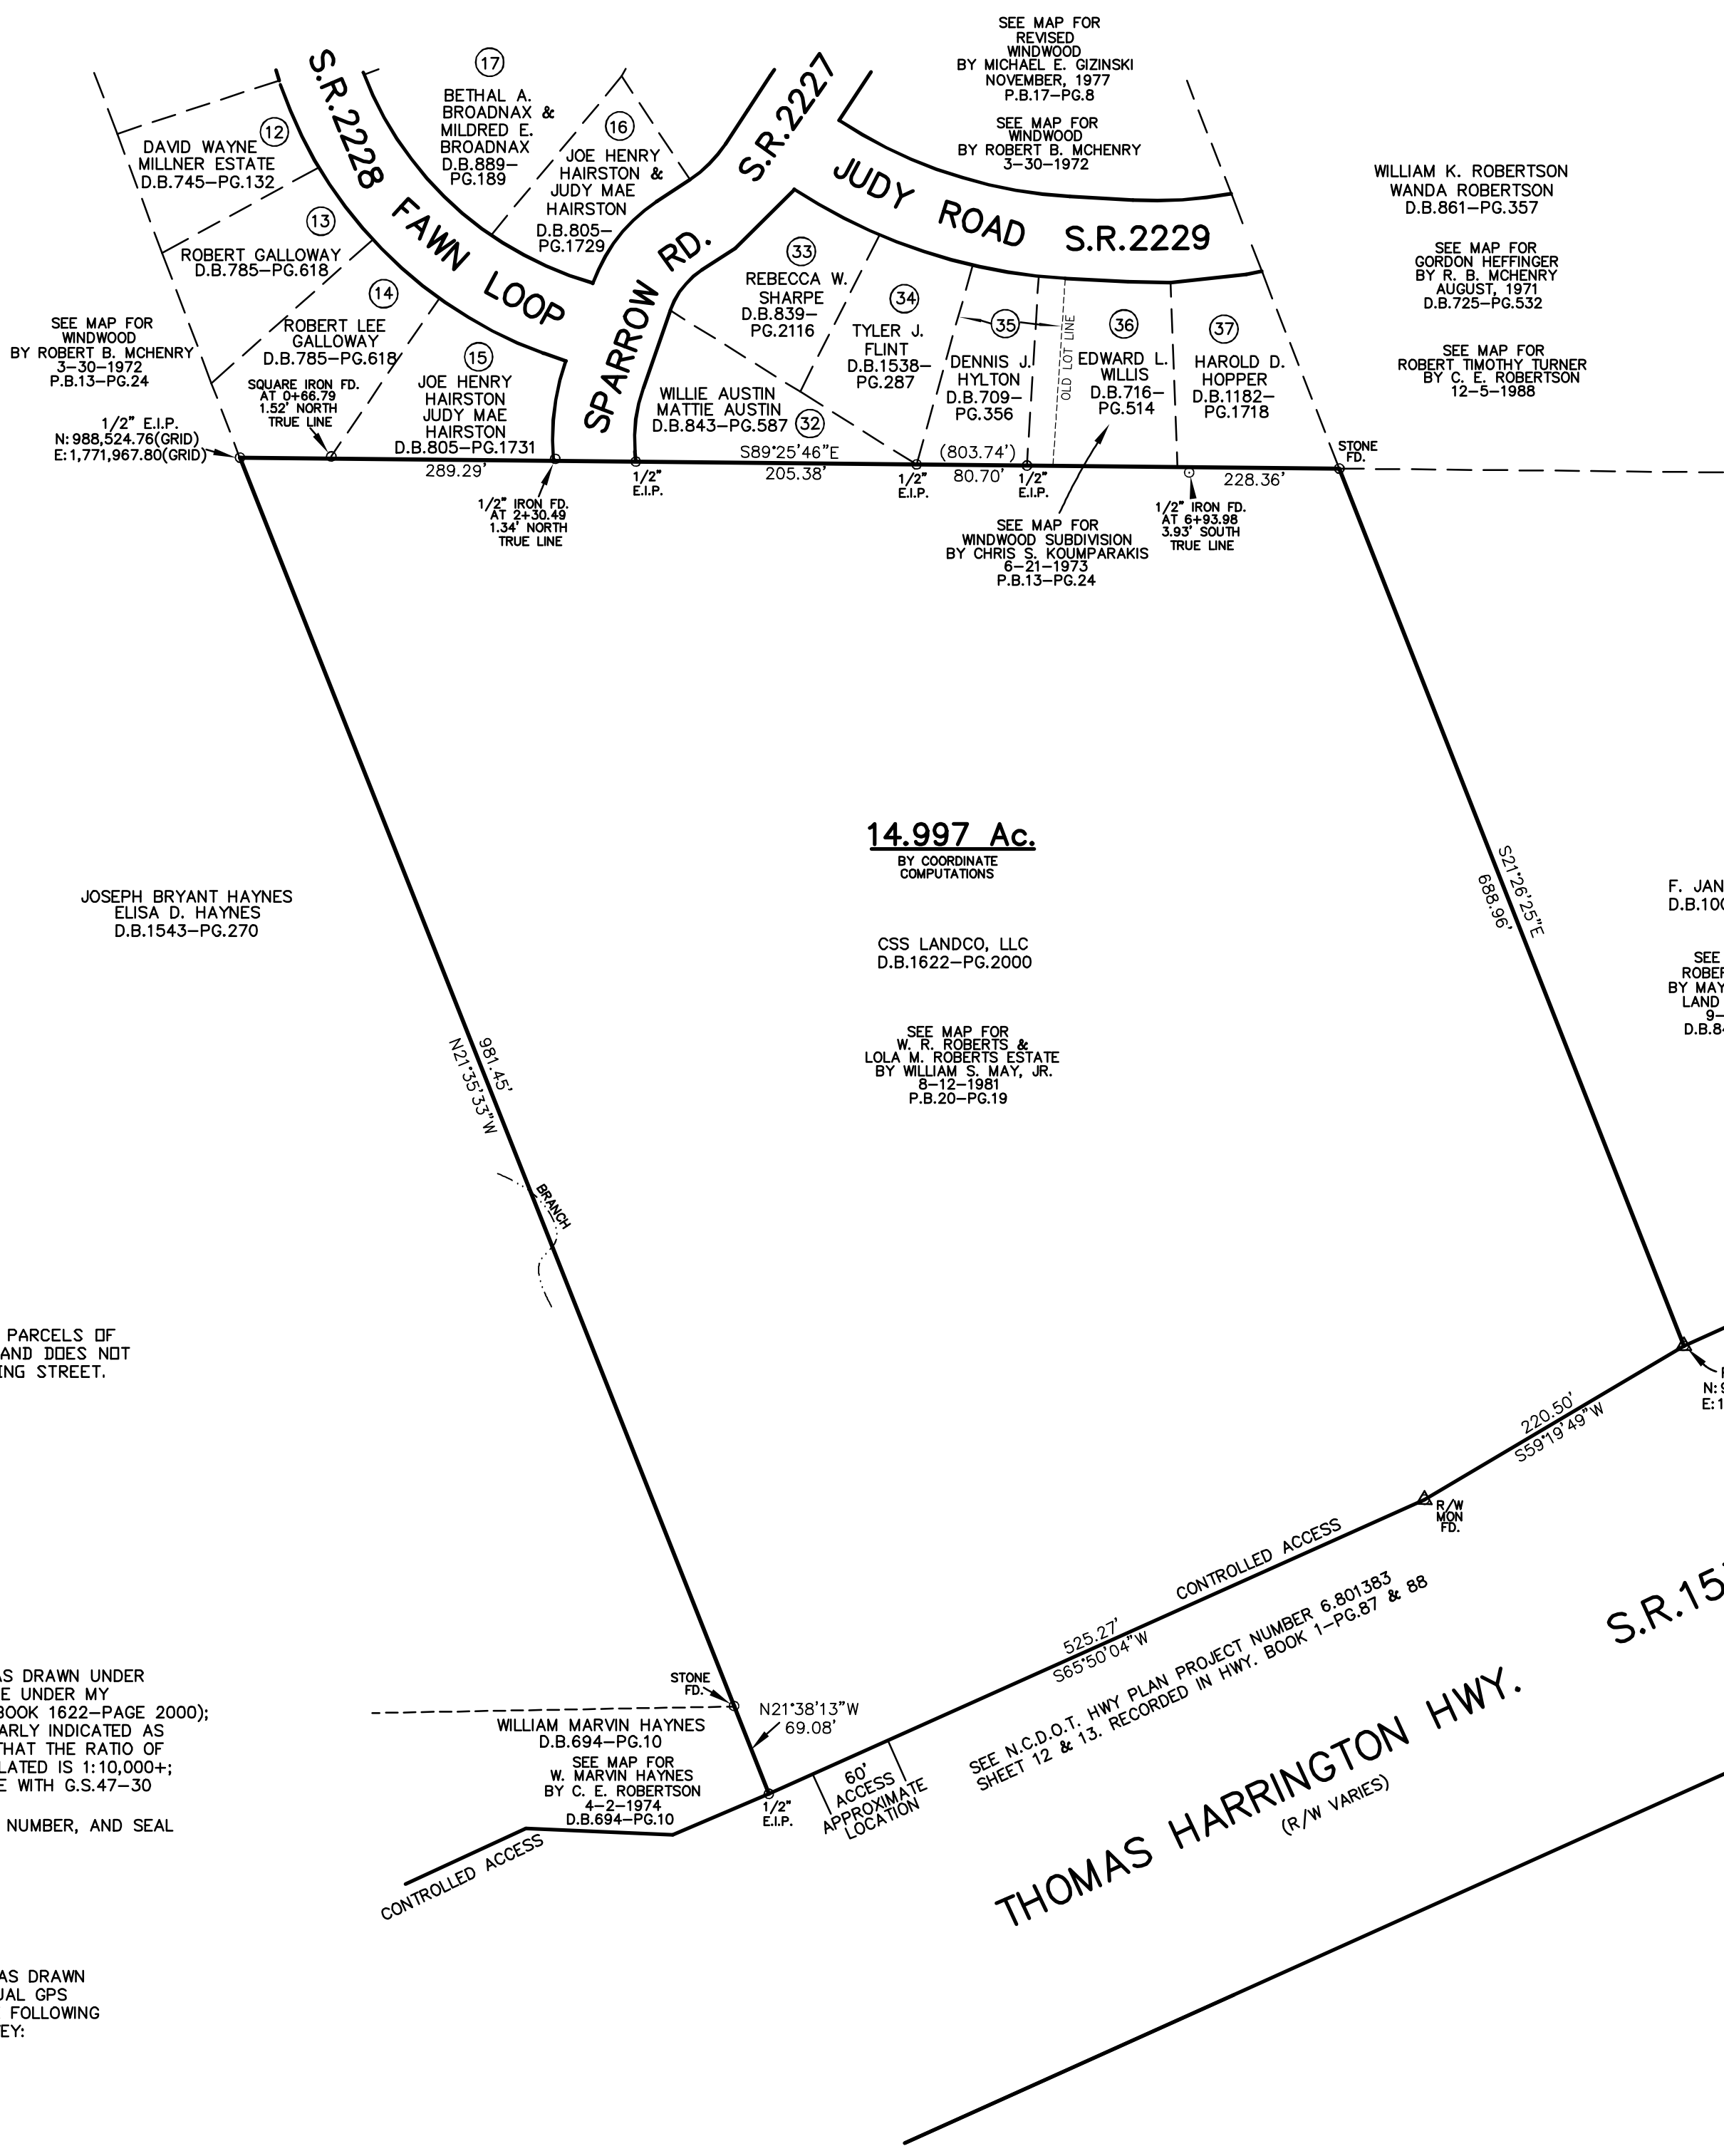 SEE MAP FOR
REVISED
WINDWOOD
BY MICHAEL E. GIZINSKI
NOVEMBER, 1977
P.B.17-PG.8
SEE MAP FOR
WINDWOOD
BY ROBERT B. MCHENRY
3-30-1972
S.R.2228 FAWN LOOP
S.R.2227
SPARROW RD.
JUDY ROAD S.R.2229
12
DAVID WAYNE
MILLNER ESTATE
D.B.745-PG.132
17
BETHAL A.
BROADNAX &
MILDRED E.
BROADNAX
D.B.889-
PG.189
16
JOE HENRY
HAIRSTON &
JUDY MAE
HAIRSTON
D.B.805-
PG.1729
WILLIAM K. ROBERTSON
WANDA ROBERTSON
D.B.861-PG.357
SEE MAP FOR
GORDON HEFFINGER
BY R. B. MCHENRY
AUGUST, 1971
D.B.725-PG.532
SEE MAP FOR
ROBERT TIMOTHY TURNER
BY C. E. ROBERTSON
12-5-1988
13
ROBERT GALLOWAY
D.B.785-PG.618
14
ROBERT LEE
GALLOWAY
D.B.785-PG.618
15
JOE HENRY
HAIRSTON
JUDY MAE
HAIRSTON
D.B.805-PG.1731
33
REBECCA W.
SHARPE
D.B.839-
PG.2116
34
TYLER J.
FLINT
D.B.1538-
PG.287
35
DENNIS J.
HYLTON
D.B.709-
PG.356
OLD LOT LINE
36
EDWARD L.
WILLIS
D.B.716-
PG.514
37
HAROLD D.
HOPPER
D.B.1182-
PG.1718
WILLIE AUSTIN
MATTIE AUSTIN
D.B.843-PG.587
32
SEE MAP FOR
WINDWOOD
BY ROBERT B. MCHENRY
3-30-1972
P.B.13-PG.24
SQUARE IRON FD.
AT 0+66.79
1.52' NORTH
TRUE LINE
1/2" E.I.P.
N: 988,524.76(GRID)
E: 1,771,967.80(GRID)
289.29'
S89°25'46"E
205.38'
(803.74')
80.70'
228.36'
STONE
FD.
1/2"
E.I.P.
1/2"
E.I.P.
1/2"
E.I.P.
1/2" IRON FD.
AT 2+30.49
1.34' NORTH
TRUE LINE
SEE MAP FOR
WINDWOOD SUBDIVISION
BY CHRIS S. KOUMPARAKIS
6-21-1973
P.B.13-PG.24
1/2" IRON FD.
AT 6+93.98
3.93' SOUTH
TRUE LINE
14.997 Ac.
BY COORDINATE
COMPUTATIONS
CSS LANDCO, LLC
D.B.1622-PG.2000
SEE MAP FOR
W. R. ROBERTS &
LOLA M. ROBERTS ESTATE
BY WILLIAM S. MAY, JR.
8-12-1981
P.B.20-PG.19
JOSEPH BRYANT HAYNES
ELISA D. HAYNES
D.B.1543-PG.270
S21°26'25"E
688.96'
F. JAN
D.B.100
SEE
ROBER
BY MAY
LAND
9-
D.B.84
981.45'
N21°35'33"W
BRANCH
PARCELS OF
AND DOES NOT
ING STREET.
N: 9
E: 1
220.50'
S59°19'49"W
R/W
MON
FD.
CONTROLLED ACCESS
525.27'
S65°50'04"W
SEE N.C.D.O.T. HWY PLAN PROJECT NUMBER 6.801383
SHEET 12 & 13. RECORDED IN HWY. BOOK 1-PG.87 & 88
S.R.15
THOMAS HARRINGTON HWY.
(R/W VARIES)
STONE
FD.
N21°38'13"W
69.08'
WILLIAM MARVIN HAYNES
D.B.694-PG.10
SEE MAP FOR
W. MARVIN HAYNES
BY C. E. ROBERTSON
4-2-1974
D.B.694-PG.10
1/2"
E.I.P.
60'
ACCESS
APPROXIMATE
LOCATION
CONTROLLED ACCESS
AS DRAWN UNDER
E UNDER MY
BOOK 1622-PAGE 2000);
ARLY INDICATED AS
THAT THE RATIO OF
LATED IS 1:10,000+;
E WITH G.S.47-30
NUMBER, AND SEAL
AS DRAWN
UAL GPS
FOLLOWING
EY: